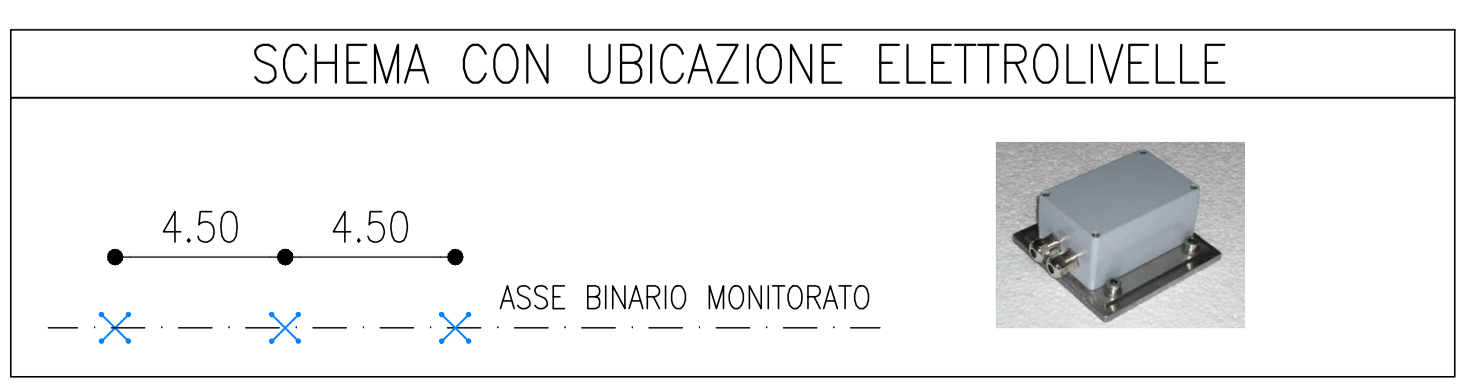 SCHEMA CON UBICAZIONE ELETTROLIVELLE
4.50 4.50
ASSE BINARIO MONITORATO